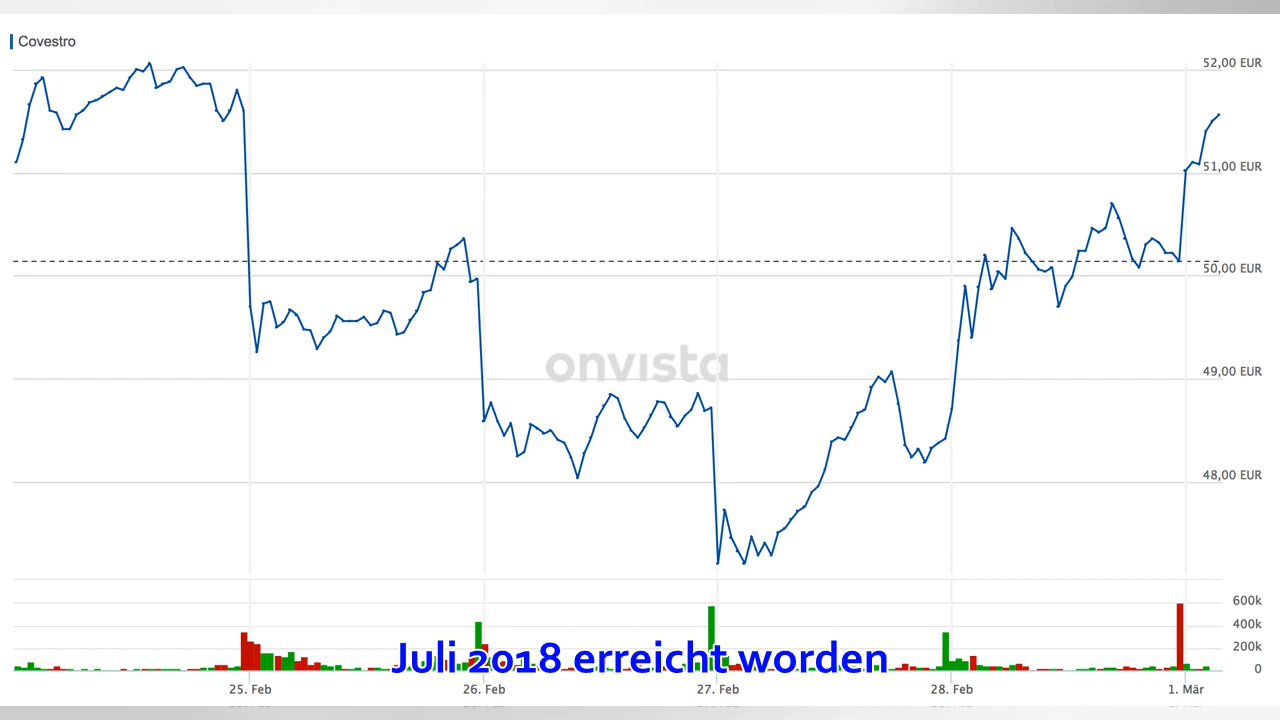 Covestro
52,00 EUR
51,00 EUR
50,00 EUR
onvista
49,00 EUR
48,00 EUR
600k
400k
200k
0
Juli 2018 erreicht worden
25. Feb
26. Feb
27. Feb
28. Feb
1. Mär